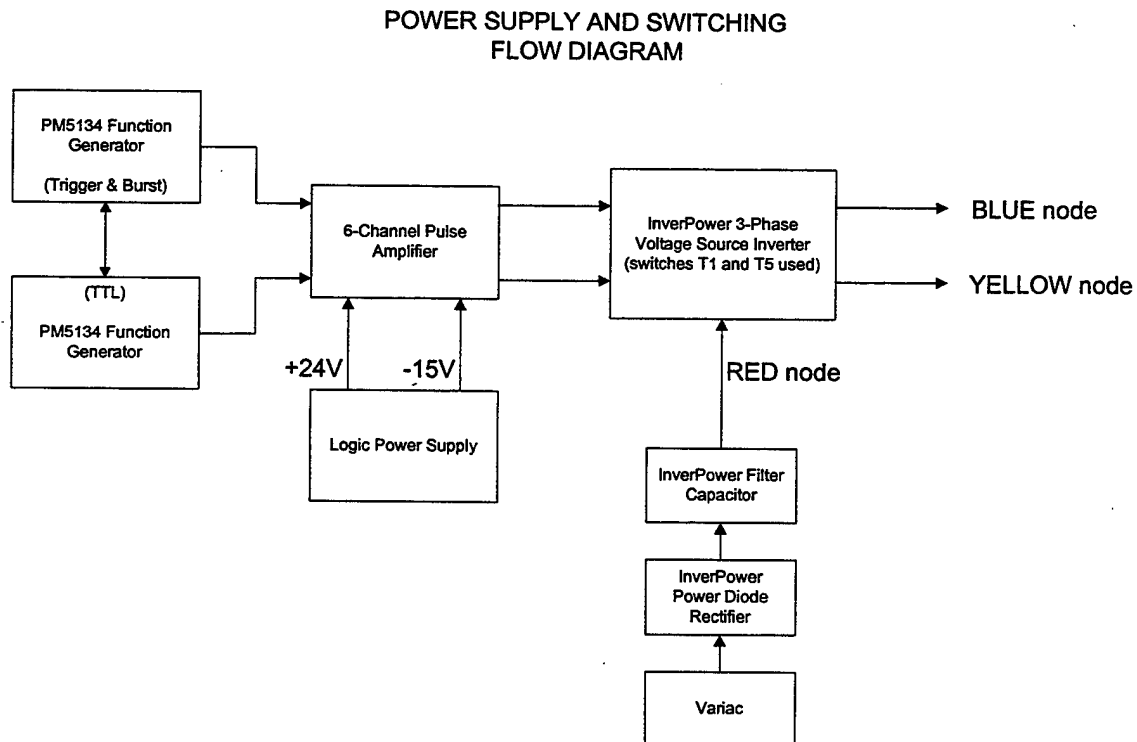 POWER SUPPLY AND SWITCHING
FLOW DIAGRAM
PM5134 Function
Generator
(Trigger & Burst)
(TTL)
PM5134 Function
Generator
6-Channel Pulse
Amplifier
+24V
-15V
Logic Power Supply
InverPower 3-Phase
Voltage Source Inverter
(switches T1 and T5 used)
BLUE node
YELLOW node
RED node
InverPower Filter
Capacitor
InverPower
Power Diode
Rectifier
Variac